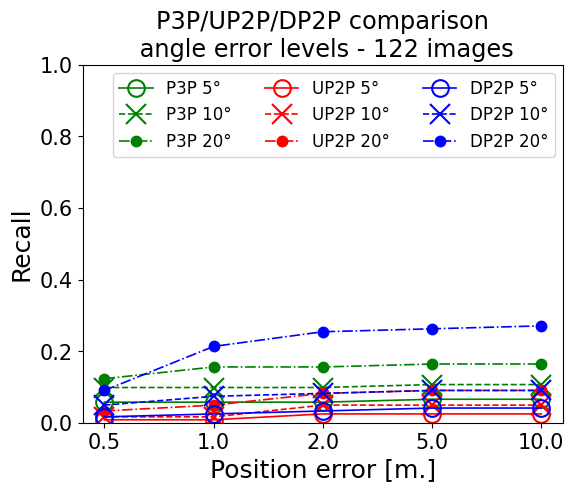 P3P/UP2P/DP2P comparison
angle error levels - 122 images
P3P 5° UP2P 5° DP2P 5°
P3P 10° UP2P 10° DP2P 10°
P3P 20° UP2P 20° DP2P 20°
1.0
0.8
0.6
0.4
0.2
0.0
Recall
0.5 1.0 2.0 5.0 10.0
Position error [m.]